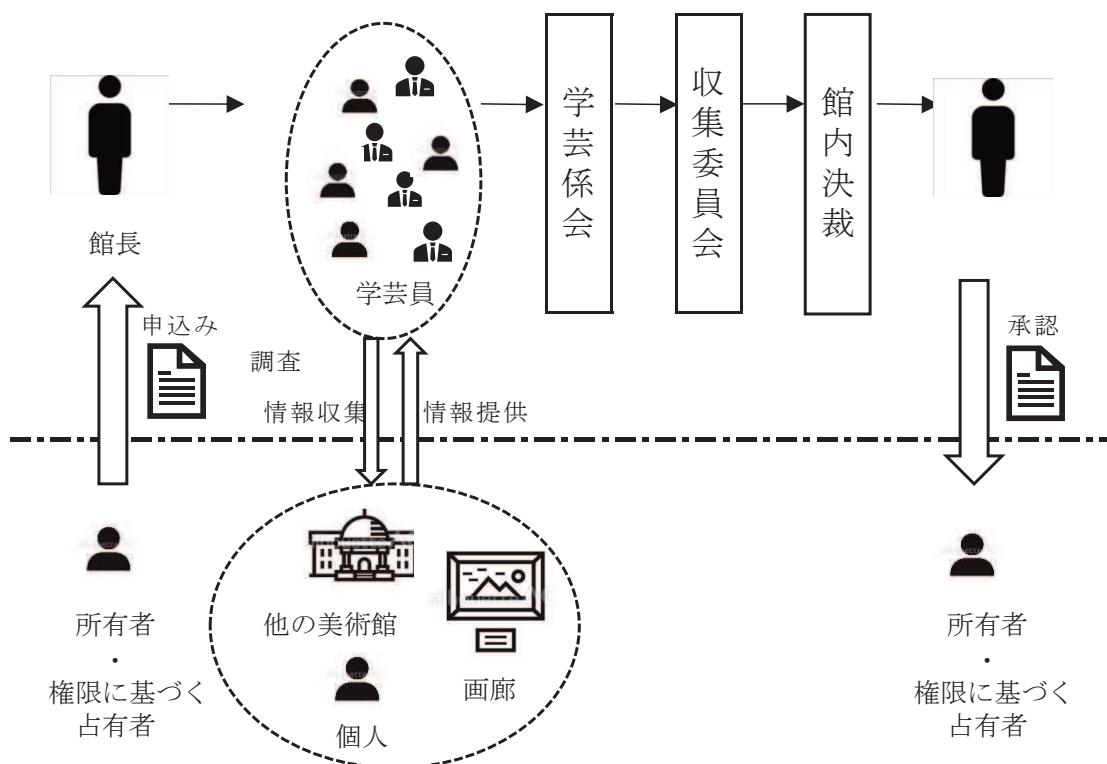 館長
申込み
学芸員
調査
情報収集
情報提供
学芸係会
収集委員会
館内決裁
承認
所有者
・
権限に基づく
占有者
他の美術館
画廊
個人
所有者
・
権限に基づく
占有者